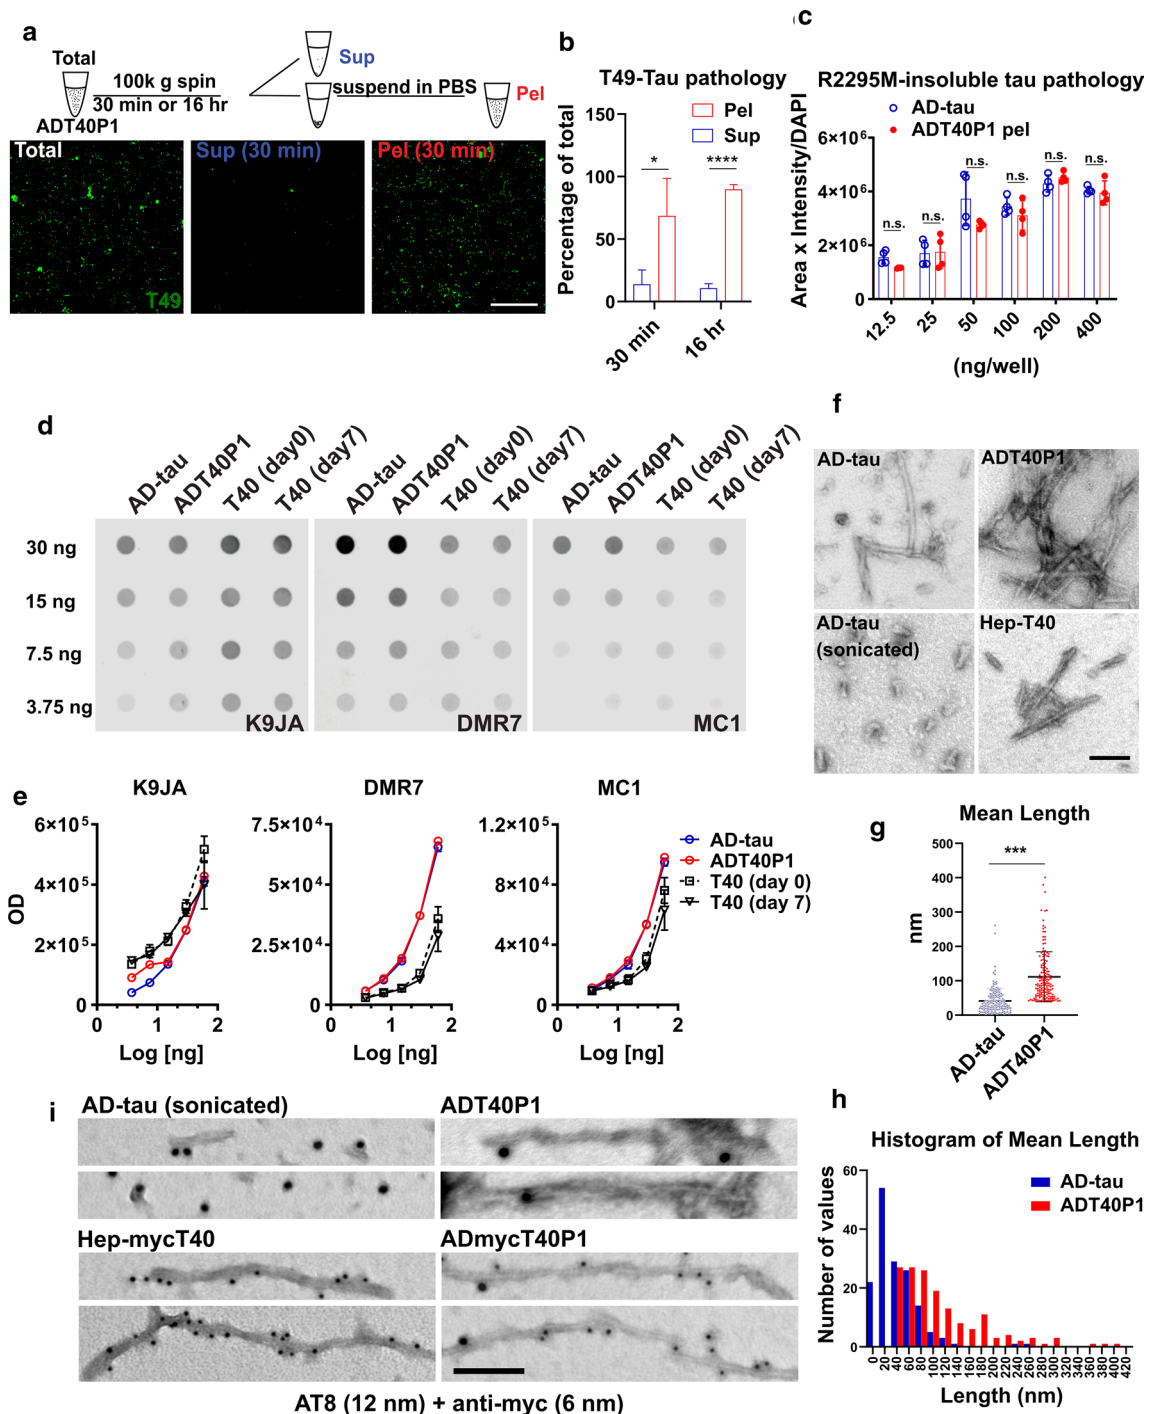 a
Total
100k g spin
30 min or 16 hr
ADT40P1
Sup
suspend in PBS
Pel
Total
Sup (30 min)
Pel (30 min)
T49
b
T49-Tau pathology
Pel
Sup
Percentage of total
150
100
50
0
*
****
30 min
16 hr
c
R2295M-insoluble tau pathology
AD-tau
ADT40P1 pel
Area x Intensity/DAPI
6×10⁶
4×10⁶
2×10⁶
0
n.s.
n.s.
n.s.
n.s.
n.s.
n.s.
12.5
25
50
100
200
400
(ng/well)
d
AD-tau
ADT40P1
T40 (day0)
T40 (day7)
AD-tau
ADT40P1
T40 (day0)
T40 (day7)
AD-tau
ADT40P1
T40 (day0)
T40 (day7)
30 ng
15 ng
7.5 ng
3.75 ng
K9JA
DMR7
MC1
e
K9JA
OD
6×10⁵
4×10⁵
2×10⁵
0
0
1
2
Log [ng]
DMR7
7.5×10⁴
5×10⁴
2.5×10⁴
0
0
1
2
Log [ng]
MC1
1.2×10⁵
8×10⁴
4×10⁴
0
0
1
2
Log [ng]
AD-tau
ADT40P1
T40 (day 0)
T40 (day 7)
f
AD-tau
ADT40P1
AD-tau
(sonicated)
Hep-T40
g
Mean Length
nm
500
400
300
200
100
0
***
AD-tau
ADT40P1
h
Histogram of Mean Length
AD-tau
ADT40P1
Number of values
60
40
20
0
0
20
40
60
80
100
120
140
160
180
200
220
240
260
280
300
320
340
360
380
400
420
Length (nm)
i
AD-tau (sonicated)
ADT40P1
Hep-mycT40
ADmycT40P1
AT8 (12 nm) + anti-myc (6 nm)